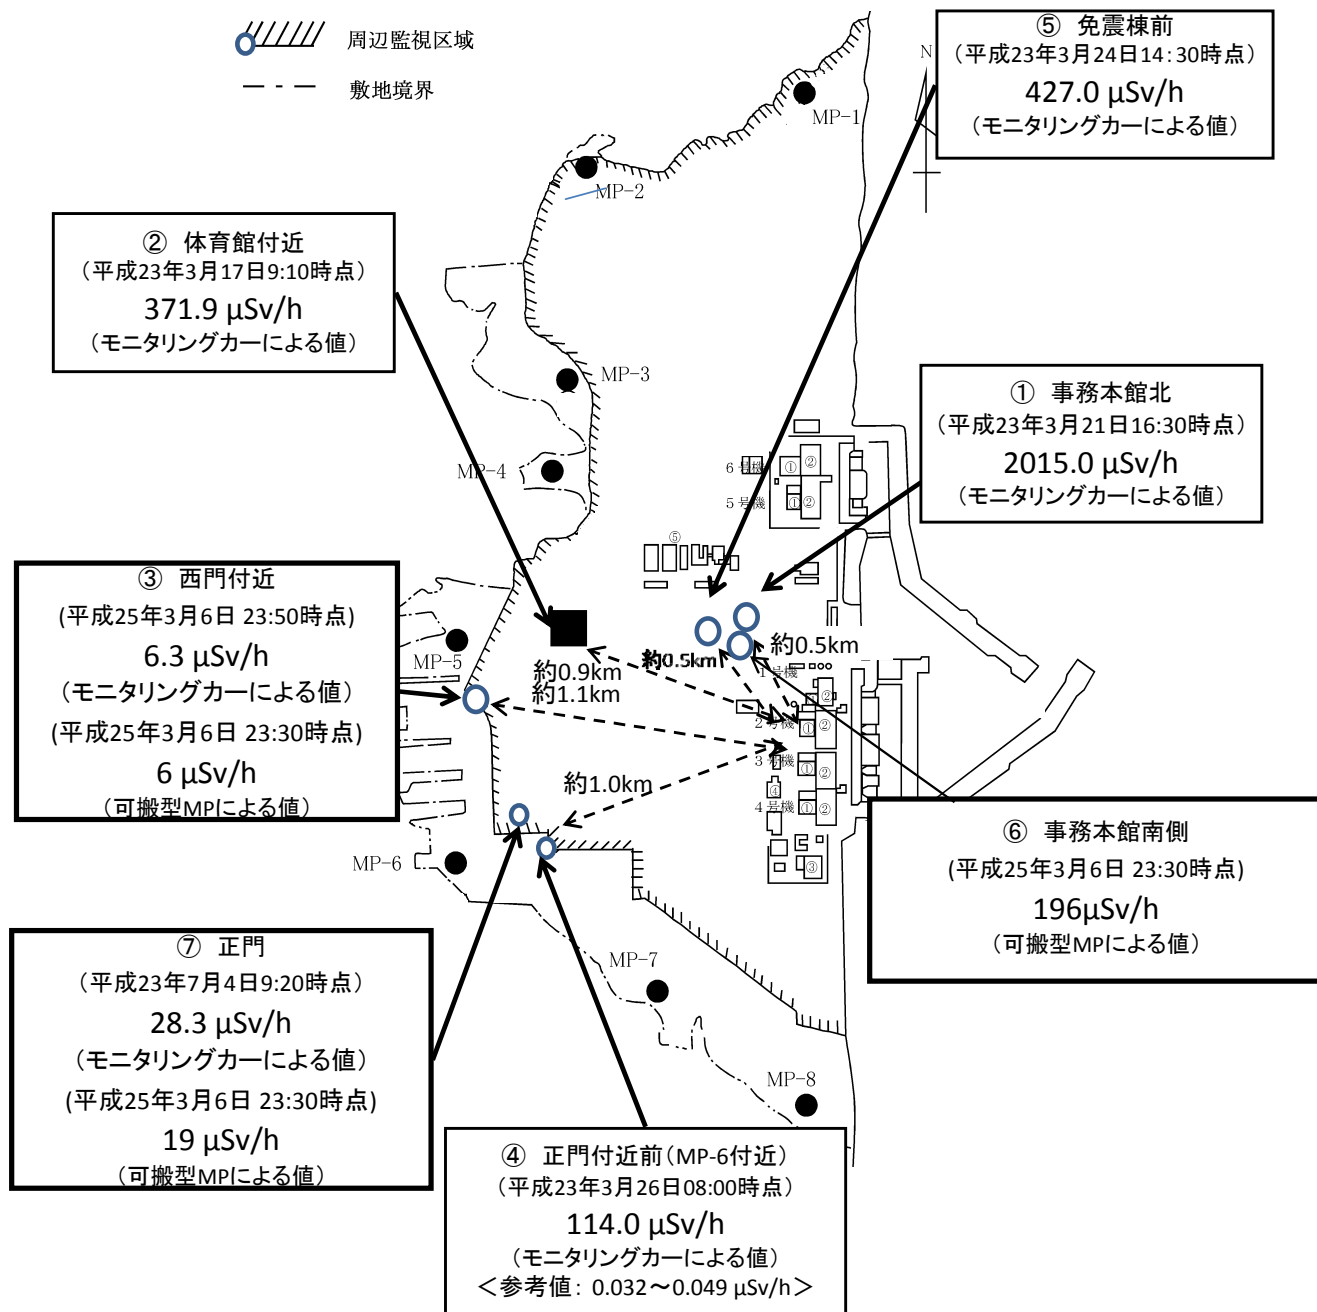 周辺監視区域
敷地境界
⑤ 免震棟前
（平成23年3月24日14：30時点）
427.0 μSv/h
（モニタリングカーによる値）
N
MP-1
MP-2
② 体育館付近
（平成23年3月17日9:10時点）
371.9 μSv/h
（モニタリングカーによる値）
MP-3
① 事務本館北
（平成23年3月21日16:30時点）
2015.0 μSv/h
（モニタリングカーによる値）
MP-4
6号機
①
②
5号機
①
②
⑤
③ 西門付近
(平成25年3月6日 23:50時点)
6.3 μSv/h
（モニタリングカーによる値）
(平成25年3月6日 23:30時点)
6 μSv/h
（可搬型MPによる値）
MP-5
約0.9km
約1.1km
約0.5km
約0.5km
1号機
②
2号機
①
②
3号機
①
②
約1.0km
④
4号機
①
②
③
MP-6
⑥ 事務本館南側
(平成25年3月6日 23:30時点)
196μSv/h
（可搬型MPによる値）
⑦ 正門
（平成23年7月4日9:20時点）
28.3 μSv/h
（モニタリングカーによる値）
(平成25年3月6日 23:30時点)
19 μSv/h
（可搬型MPによる値）
MP-7
MP-8
④ 正門付近前（MP-6付近）
（平成23年3月26日08:00時点）
114.0 μSv/h
（モニタリングカーによる値）
＜参考値： 0.032～0.049 μSv/h＞